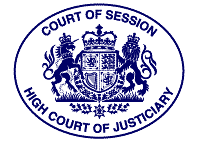 COURT OF SESSION
HIGH COURT OF JUSTICIARY